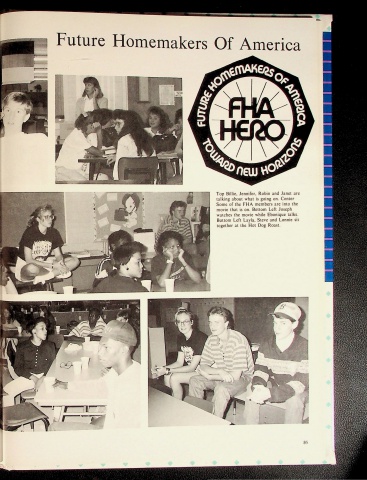 Future Homemakers Of America
FUTURE HOMEMAKERS OF AMERICA
FHA
HERO
TOWARD NEW HORIZONS
Top Billie, Jennifer, Robin and Janet are
talking about what is going on. Center
Some of the FHA members are into the
movie that is on. Bottom Left Joseph
watches the movie while Shonique talks.
Bottom Left Layla, Steve and Lonnie sit
together at the Hot Dog Roast.